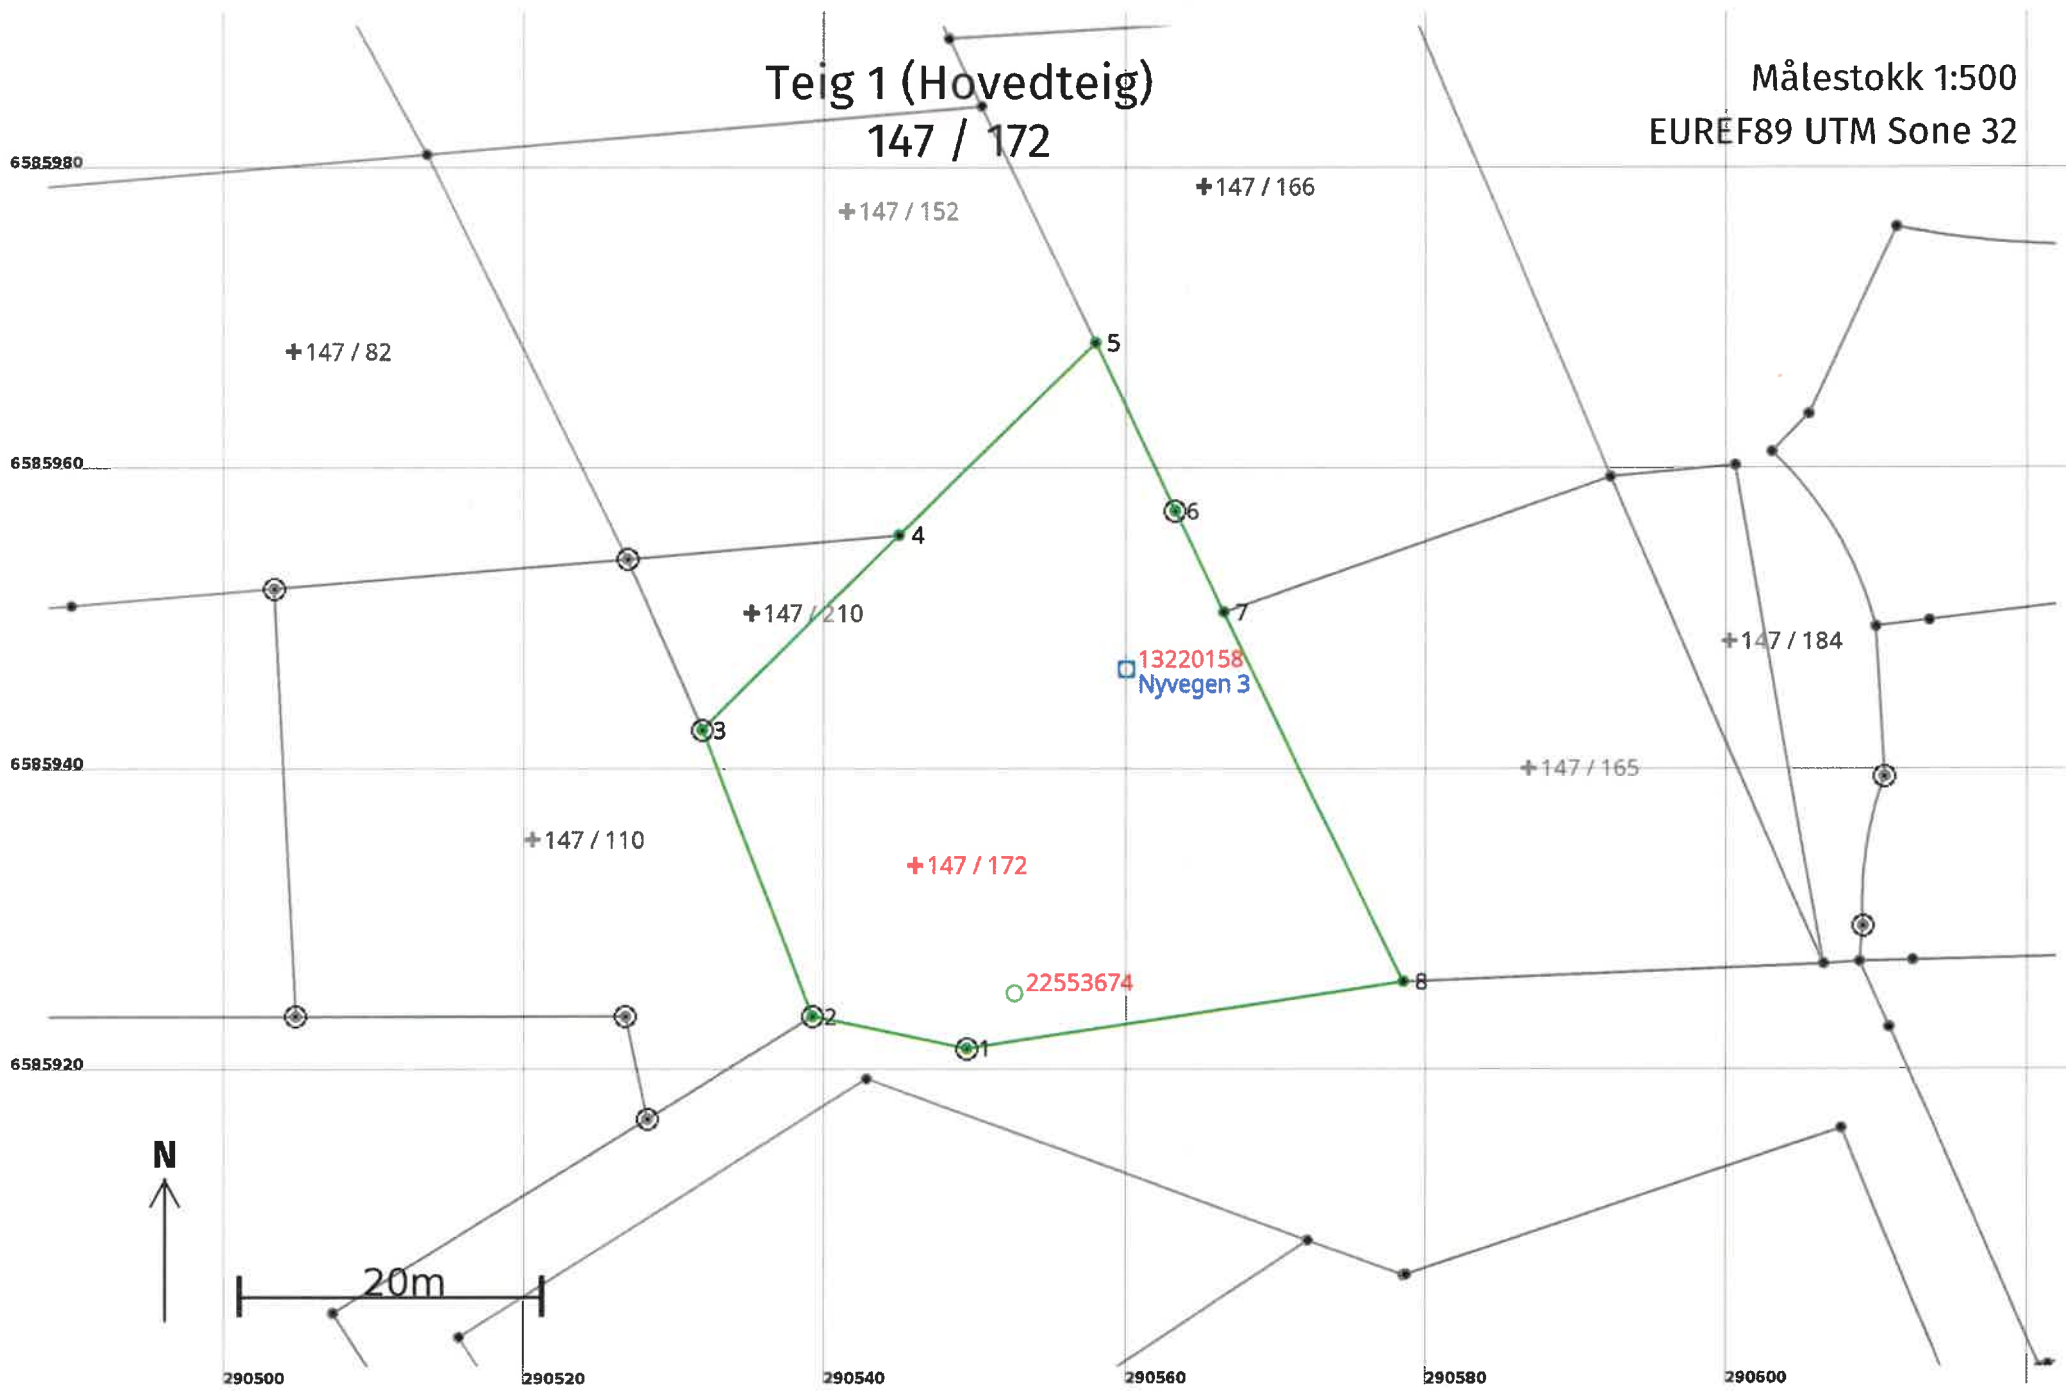 Teig 1 (Hovedteig)
147 / 172
Målestokk 1:500
EUREF89 UTM Sone 32
6585980
147 / 166
147 / 152
5
147 / 82
6585960
6
4
7
147 / 210
147 / 184
13220158
Nyvegen 3
3
6585940
147 / 165
147 / 110
147 / 172
22553674
8
2
1
6585920
N
20m
290500
290520
290540
290560
290580
290600